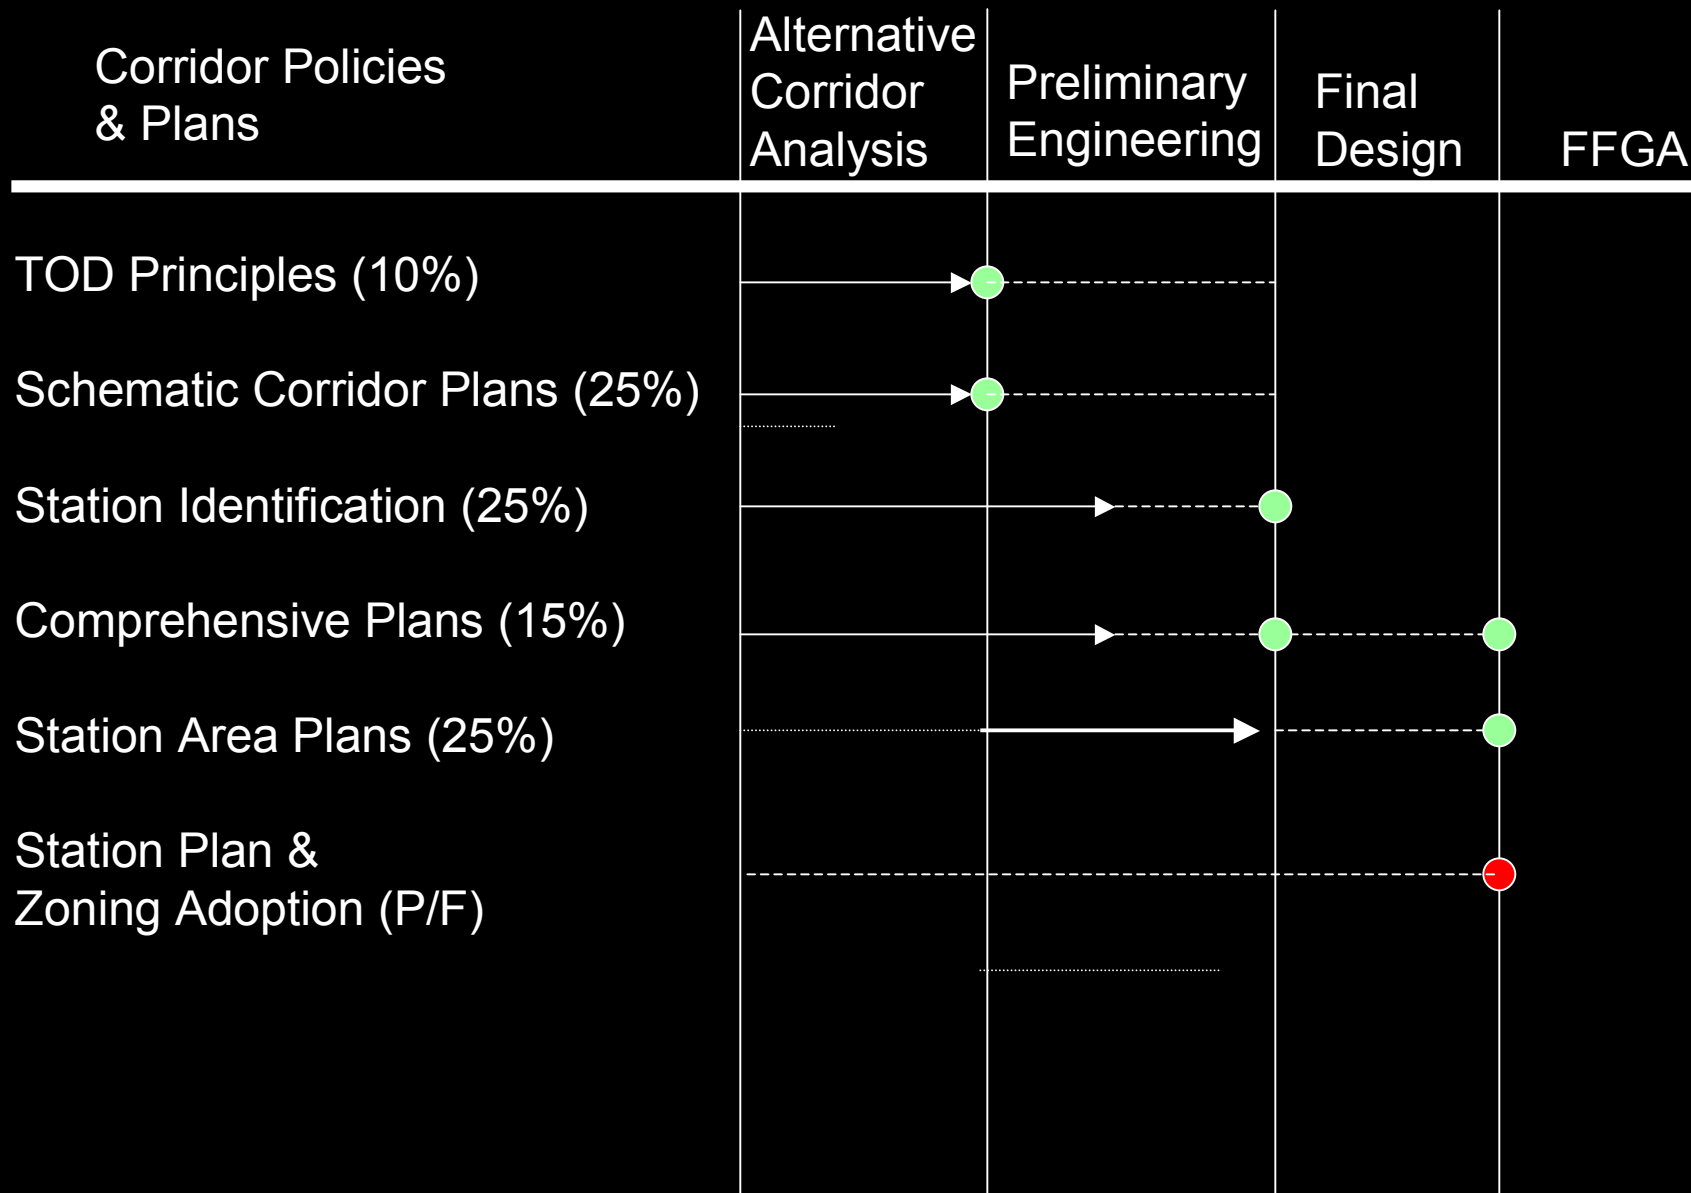 Corridor Policies
& Plans
Alternative
Corridor
Analysis
Preliminary
Engineering
Final
Design
FFGA
TOD Principles (10%)
Schematic Corridor Plans (25%)
Station Identification (25%)
Comprehensive Plans (15%)
Station Area Plans (25%)
Station Plan &
Zoning Adoption (P/F)